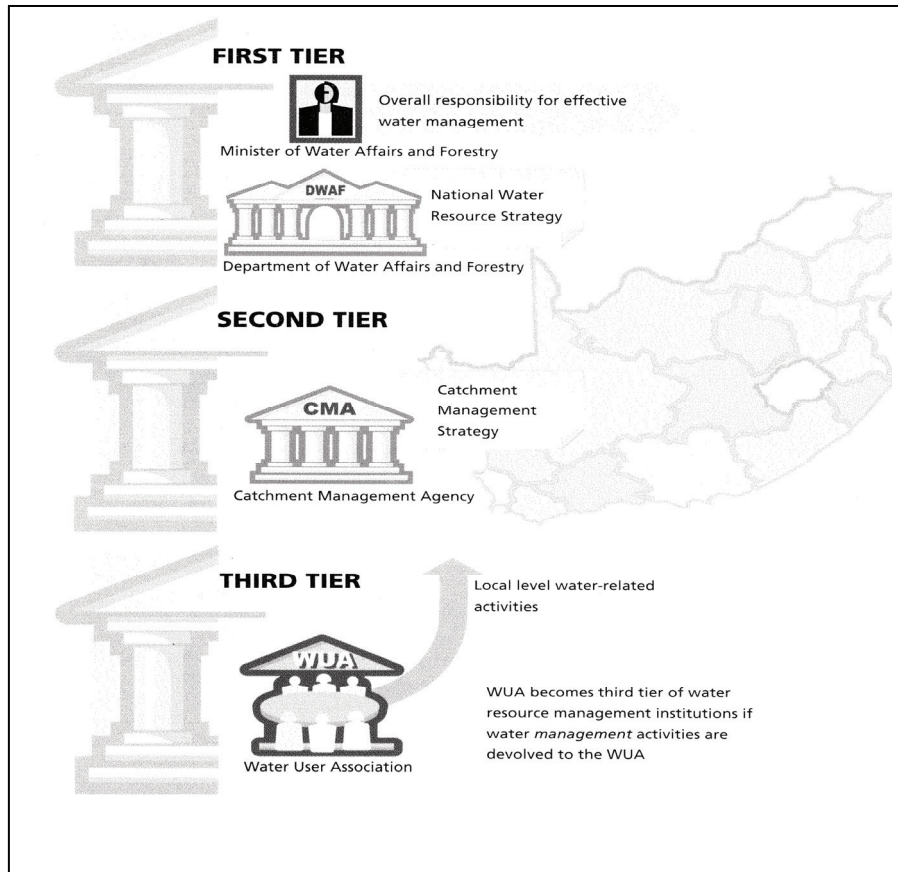 FIRST TIER
Overall responsibility for effective
water management
Minister of Water Affairs and Forestry
DWAF
National Water
Resource Strategy
Department of Water Affairs and Forestry
SECOND TIER
CMA
Catchment
Management
Strategy
Catchment Management Agency
THIRD TIER
Local level water-related
activities
WUA
WUA becomes third tier of water
resource management institutions if
water management activities are
devolved to the WUA
Water User Association